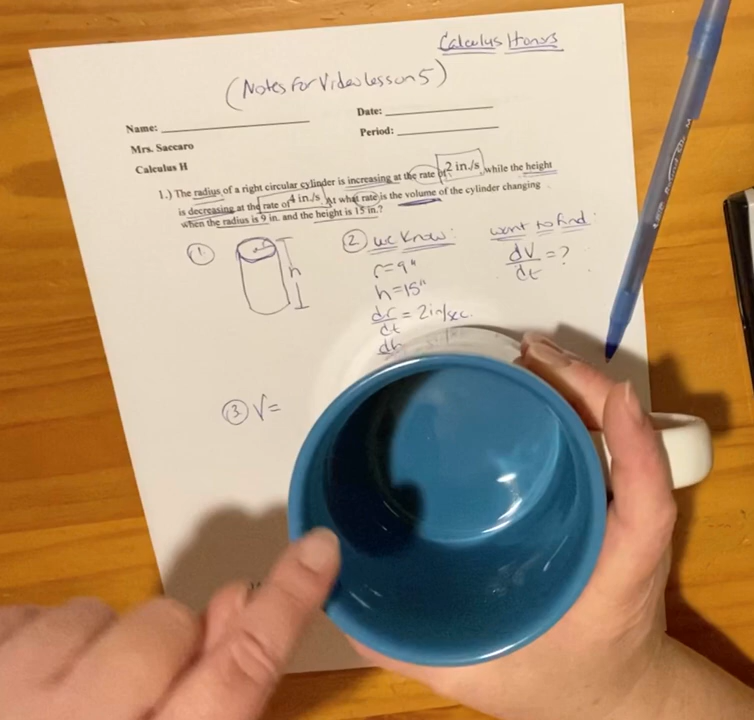 Calculus Honors
(Notes for Video lesson 5)
Name: Date:
Mrs. Saccaro Period:
Calculus H
1.) The radius of a right circular cylinder is increasing at the rate of 2 in./s while the height
is decreasing at the rate of 4 in./s. At what rate is the volume of the cylinder changing
when the radius is 9 in. and the height is 15 in.?
① ② we know: want to find:
r = 9" dV/dt = ?
h = 15"
h
dr/dt = 2 in/sec.
dh
③ V =